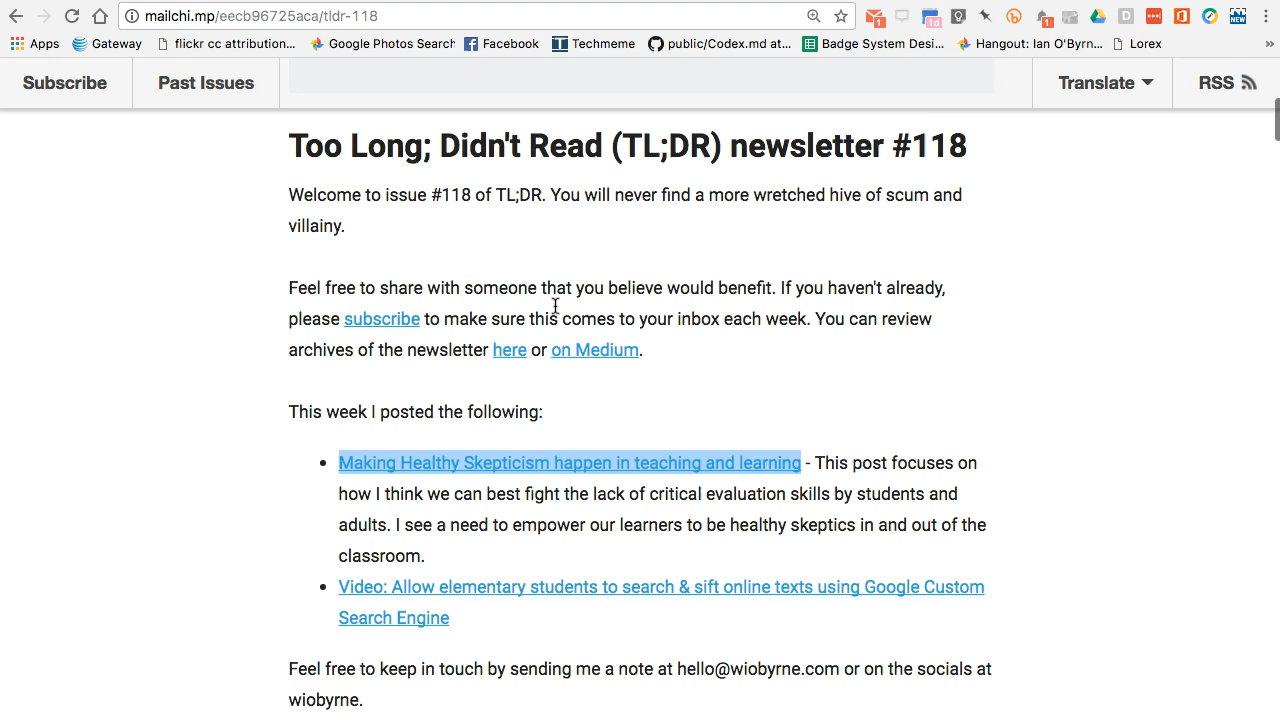 mailchi.mp/eecb96725aca/tldr-118
1
1d
1
D
NEW
Apps Gateway flickr cc attribution... Google Photos Sear Facebook Techmeme public/Codex.md at... Badge System Desi... Hangout: Ian O'Byrn... Lorex »
Subscribe Past Issues Translate RSS
Too Long; Didn't Read (TL;DR) newsletter #118
Welcome to issue #118 of TL;DR. You will never find a more wretched hive of scum and
villainy.
Feel free to share with someone that you believe would benefit. If you haven't already,
please subscribe to make sure this comes to your inbox each week. You can review
archives of the newsletter here or on Medium.
This week I posted the following:
• Making Healthy Skepticism happen in teaching and learning - This post focuses on
how I think we can best fight the lack of critical evaluation skills by students and
adults. I see a need to empower our learners to be healthy skeptics in and out of the
classroom.
• Video: Allow elementary students to search & sift online texts using Google Custom
Search Engine
Feel free to keep in touch by sending me a note at hello@wiobyrne.com or on the socials at
wiobyrne.